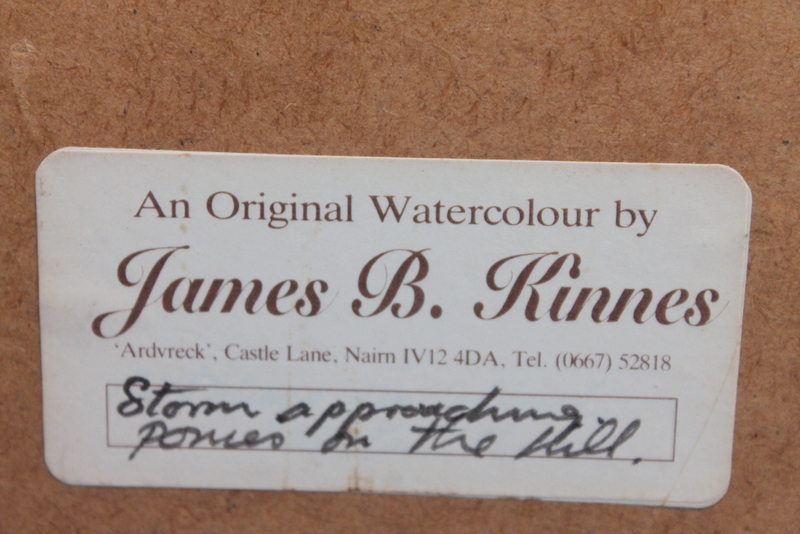 An Original Watercolour by
James B. Kinnes
'Ardvreck', Castle Lane, Nairn IV12 4DA, Tel. (0667) 52818
Storm approaching.
ponies on the Hill.